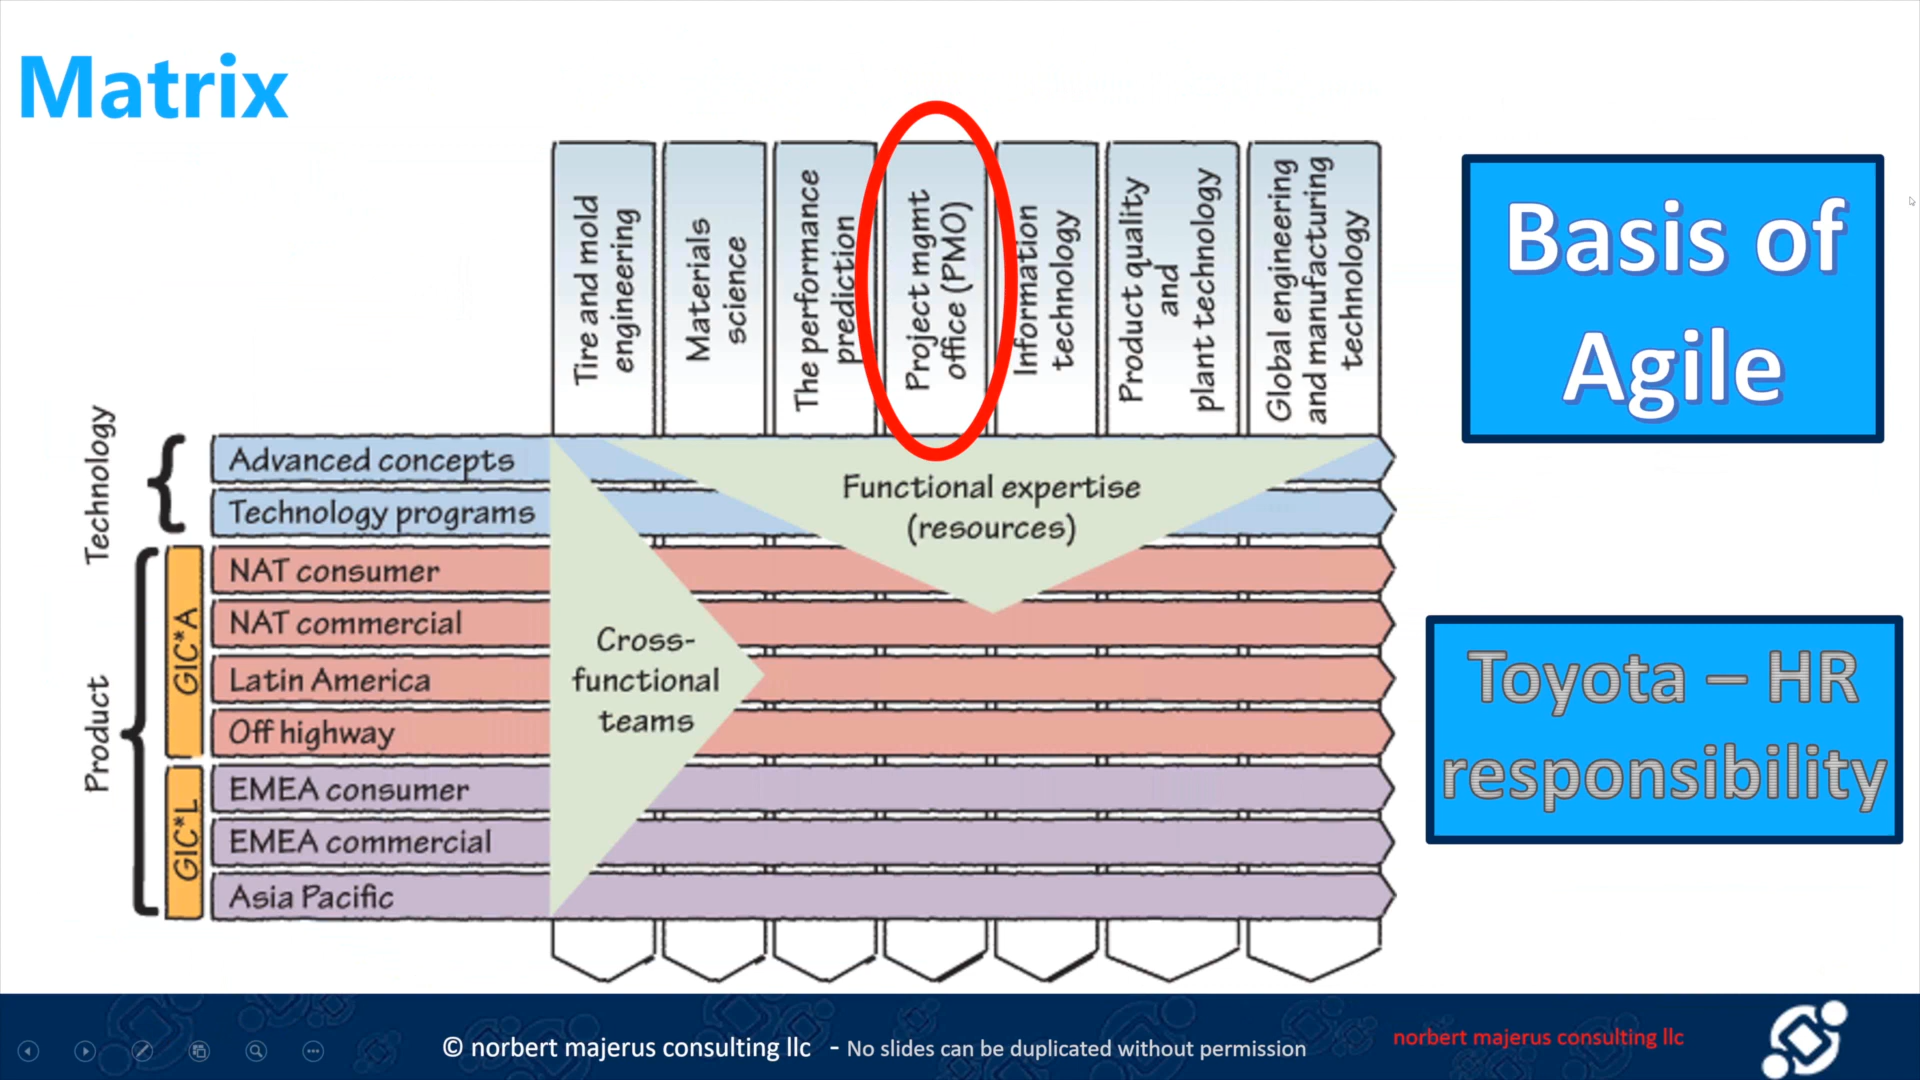 Matrix
Tire and mold
engineering
Materials
science
The performance
prediction
Project mgmt
office (PMO)
Information
technology
Product quality
and
plant technology
Global engineering
and manufacturing
technology
Basis of
Agile
Technology
Advanced concepts
Technology programs
Functional expertise
(resources)
Product
GIC*A
NAT consumer
NAT commercial
Latin America
Off highway
Cross-
functional
teams
Toyota – HR
responsibility
GIC*L
EMEA consumer
EMEA commercial
Asia Pacific
© norbert majerus consulting llc - No slides can be duplicated without permission
norbert majerus consulting llc